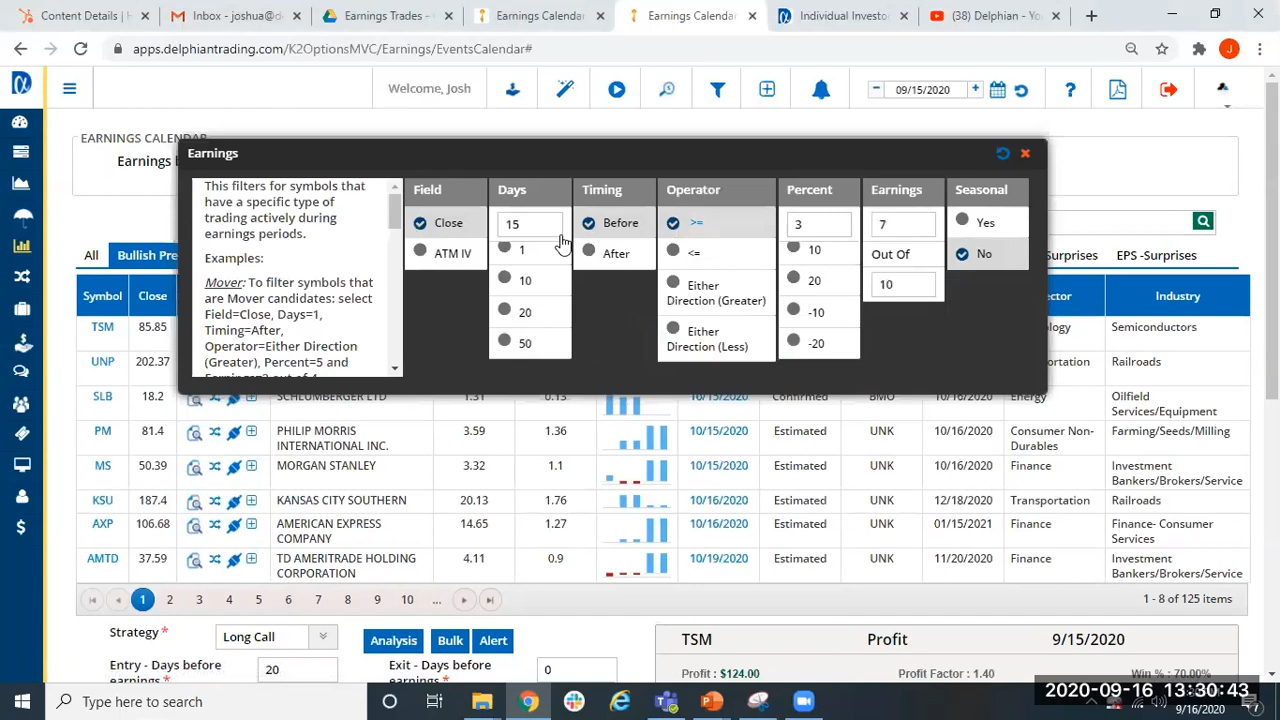 Content Details | H
Inbox - joshua@d
Earnings Trades -
Earnings Calenda
Earnings Calenda
Individual Investo
(38) Delphian - Yo
apps.delphiantrading.com/K2OptionsMVC/Earnings/EventsCalendar#
Welcome, Josh
09/15/2020
EARNINGS CALENDAR
Earnings
Earnings
This filters for symbols that
have a specific type of
trading actively during
earnings periods.
Examples:
Mover: To filter symbols that
are Mover candidates: select
Field=Close, Days=1,
Timing=After,
Operator=Either Direction
(Greater), Percent=5 and
Field
Close
ATM IV
Days
15
1
10
20
50
Timing
Before
After
Operator
>=
<=
Either
Direction (Greater)
Either
Direction (Less)
Percent
3
10
20
-10
-20
Earnings
7
Out Of
10
Seasonal
Yes
No
All Bullish Pre Surprises EPS -Surprises
Symbol Close Industry
TSM 85.85 Semiconductors
UNP 202.37 Railroads
SLB 18.2 SCHLUMBERGER LTD 1.31 0.13 10/16/2020 Confirmed BMO 10/16/2020 Energy Oilfield
Services/Equipment
PM 81.4 PHILIP MORRIS
INTERNATIONAL INC. 3.59 1.36 10/15/2020 Estimated UNK 10/16/2020 Consumer Non-
Durables Farming/Seeds/Milling
MS 50.39 MORGAN STANLEY 3.32 1.1 10/15/2020 Estimated UNK 10/16/2020 Finance Investment
Bankers/Brokers/Service
KSU 187.4 KANSAS CITY SOUTHERN 20.13 1.76 10/16/2020 Estimated UNK 12/18/2020 Transportation Railroads
AXP 106.68 AMERICAN EXPRESS
COMPANY 14.65 1.27 10/16/2020 Estimated UNK 01/15/2021 Finance Finance- Consumer
Services
AMTD 37.59 TD AMERITRADE HOLDING
CORPORATION 4.11 0.9 10/19/2020 Estimated UNK 11/20/2020 Finance Investment
Bankers/Brokers/Service
1 2 3 4 5 6 7 8 9 10 ... 1 - 8 of 125 items
Strategy * Long Call Analysis Bulk Alert
TSM Profit 9/15/2020
Entry - Days before
earnings * 20
Exit - Days before
earnings * 0
Profit : $124.00 Profit Factor : 1.40 Win % : 70.00%
Type here to search
2020-09-16 13:30:43
9/16/2020